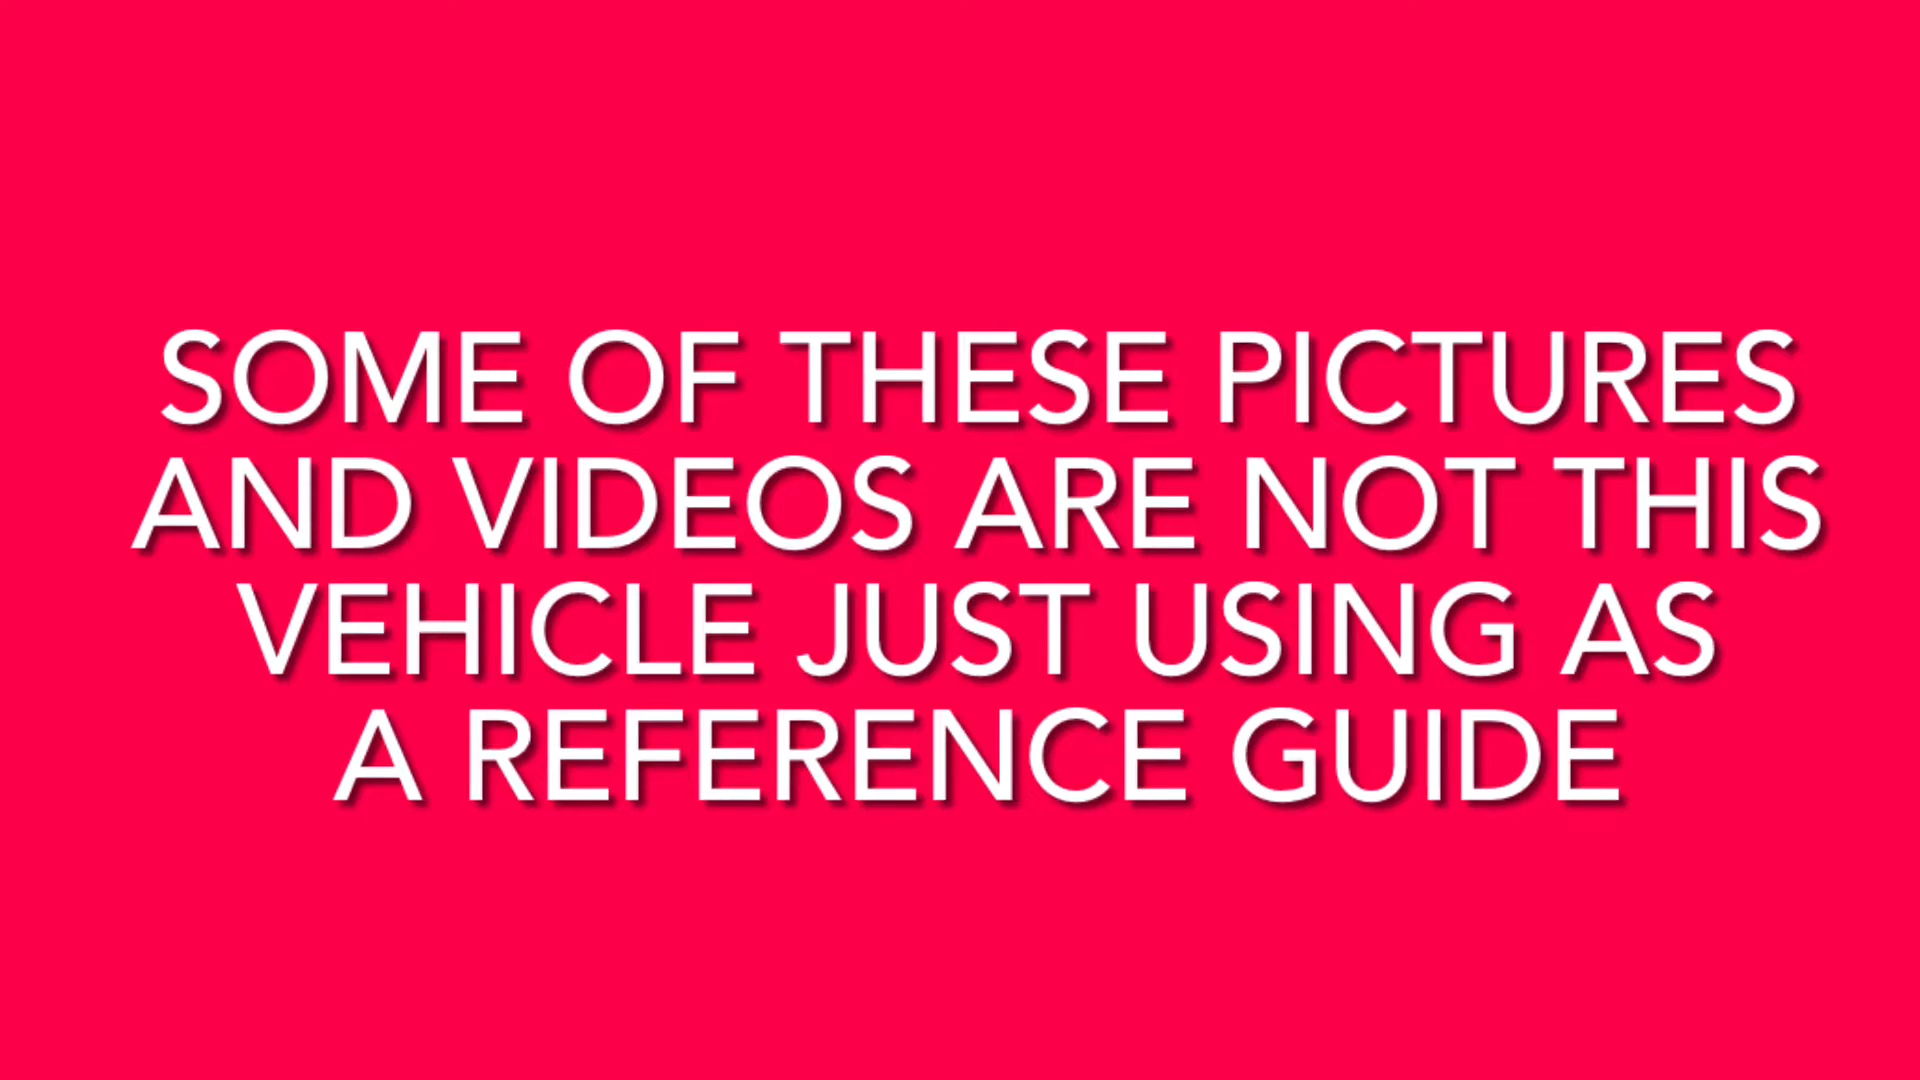 SOME OF THESE PICTURES
AND VIDEOS ARE NOT THIS
VEHICLE JUST USING AS
A REFERENCE GUIDE